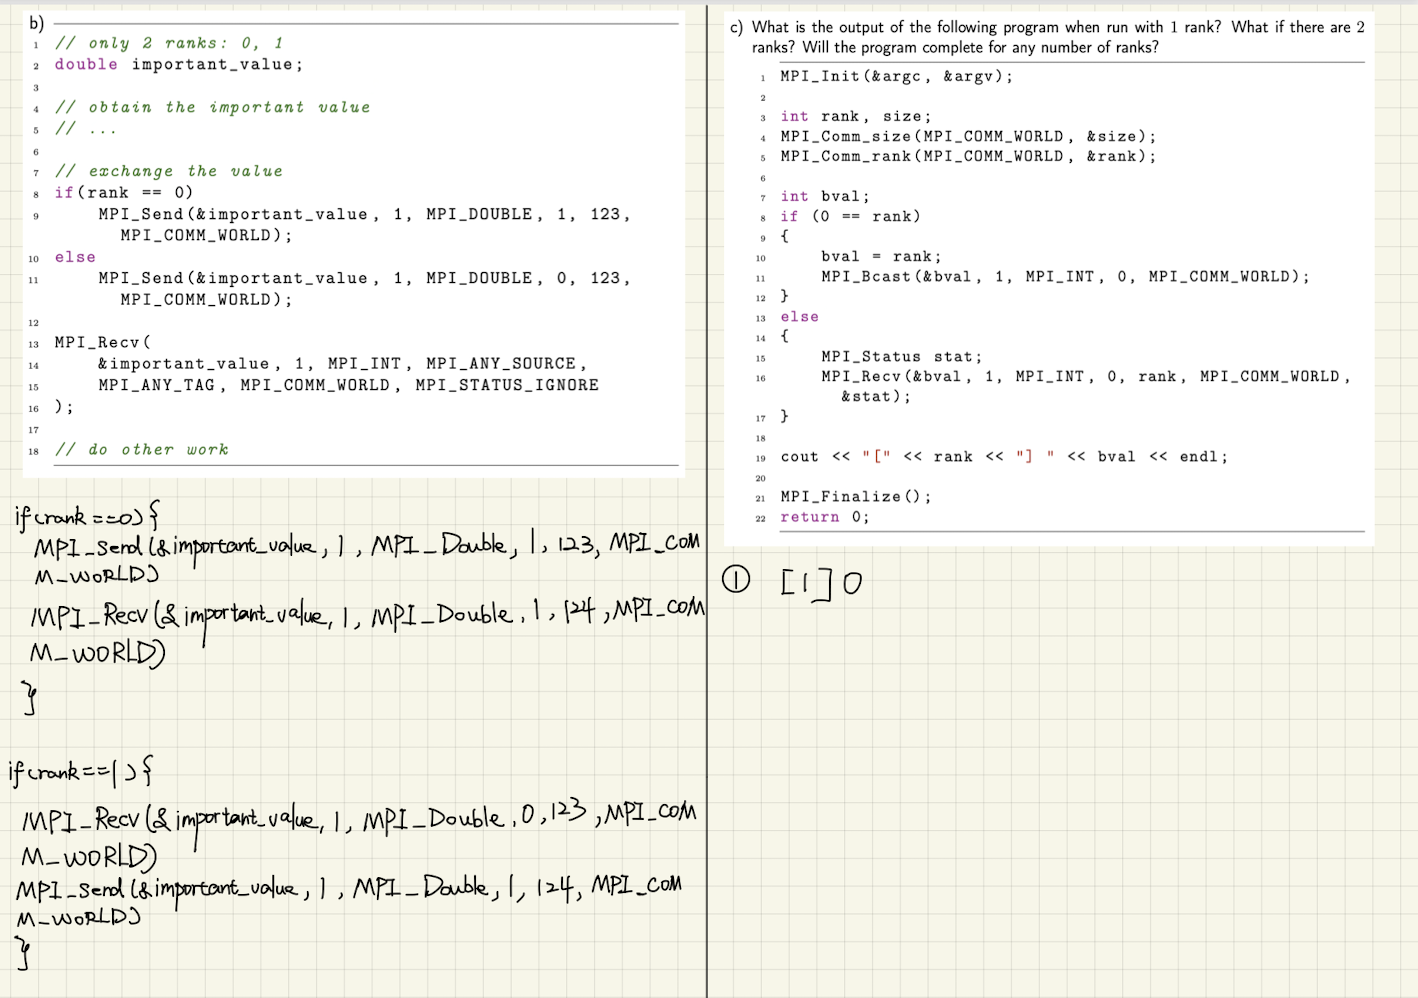 b)
1 // only 2 ranks: 0, 1
2 double important_value;
3
4 // obtain the important value
5 // ...
6
7 // exchange the value
8 if(rank == 0)
9 MPI_Send(&important_value, 1, MPI_DOUBLE, 1, 123,
MPI_COMM_WORLD);
10 else
11 MPI_Send(&important_value, 1, MPI_DOUBLE, 0, 123,
MPI_COMM_WORLD);
12
13 MPI_Recv(
14 &important_value, 1, MPI_INT, MPI_ANY_SOURCE,
15 MPI_ANY_TAG, MPI_COMM_WORLD, MPI_STATUS_IGNORE
16 );
17
18 // do other work
if(rank ==0){
MPI_Send(&important_value, 1, MPI_Double, 1, 123, MPI_COM
M_WORLD)
MPI_Recv(&important_value, 1, MPI_Double, 1, 124, MPI_COM
M_WORLD)
}
if(rank==1){
MPI_Recv(&important_value, 1, MPI_Double, 0, 123, MPI_COM
M_WORLD)
MPI_Send(&important_value, 1, MPI_Double, 1, 124, MPI_COM
M_WORLD)
}
c) What is the output of the following program when run with 1 rank? What if there are 2
ranks? Will the program complete for any number of ranks?
1 MPI_Init(&argc, &argv);
2
3 int rank, size;
4 MPI_Comm_size(MPI_COMM_WORLD, &size);
5 MPI_Comm_rank(MPI_COMM_WORLD, &rank);
6
7 int bval;
8 if (0 == rank)
9 {
10 bval = rank;
11 MPI_Bcast(&bval, 1, MPI_INT, 0, MPI_COMM_WORLD);
12 }
13 else
14 {
15 MPI_Status stat;
16 MPI_Recv(&bval, 1, MPI_INT, 0, rank, MPI_COMM_WORLD,
&stat);
17 }
18
19 cout << "[" << rank << "] " << bval << endl;
20
21 MPI_Finalize();
22 return 0;
① [1] 0